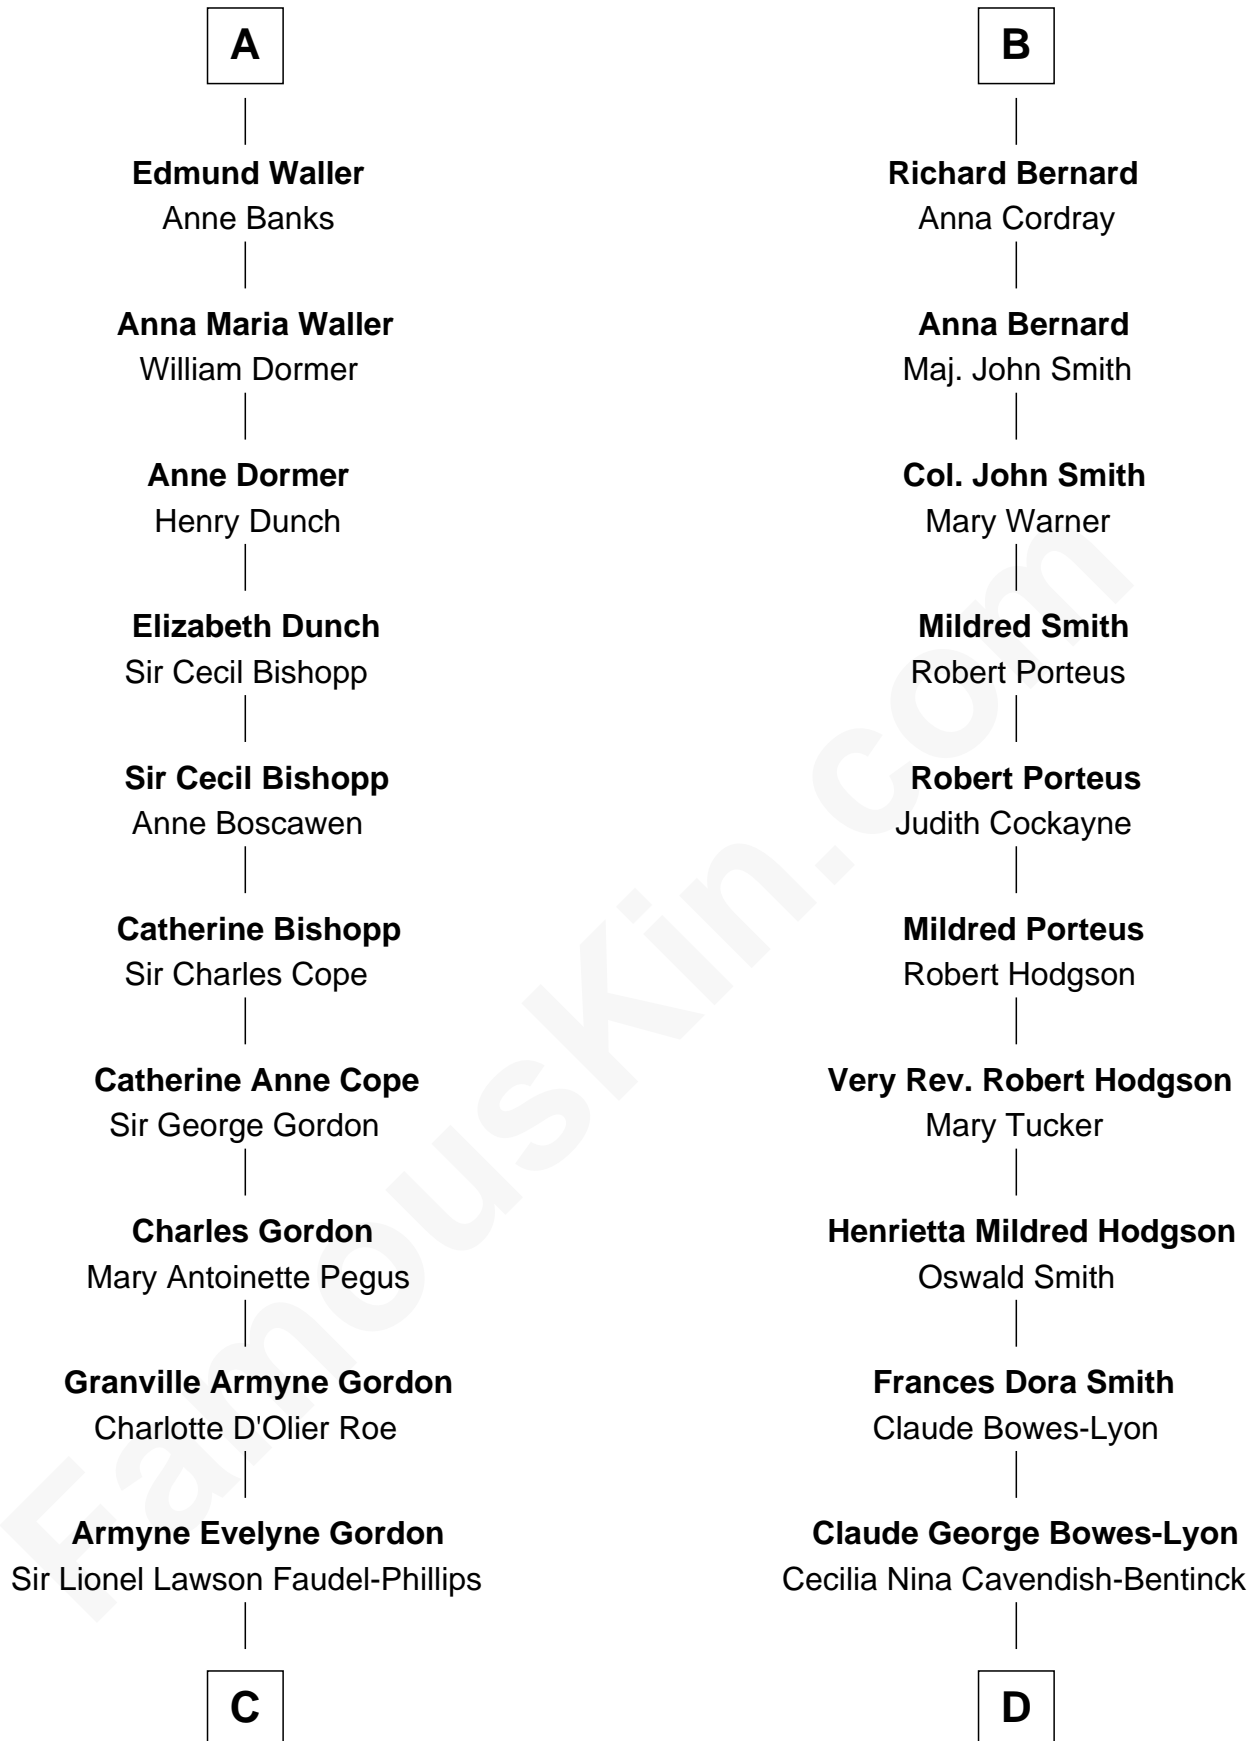 A
Edmund Waller
Anne Banks
Anna Maria Waller
William Dormer
Anne Dormer
Henry Dunch
Elizabeth Dunch
Sir Cecil Bishopp
Sir Cecil Bishopp
Anne Boscawen
Catherine Bishopp
Sir Charles Cope
Catherine Anne Cope
Sir George Gordon
Charles Gordon
Mary Antoinette Pegus
Granville Armyne Gordon
Charlotte D'Olier Roe
Armyne Evelyne Gordon
Sir Lionel Lawson Faudel-Phillips
C
B
Richard Bernard
Anna Cordray
Anna Bernard
Maj. John Smith
Col. John Smith
Mary Warner
Mildred Smith
Robert Porteus
Robert Porteus
Judith Cockayne
Mildred Porteus
Robert Hodgson
Very Rev. Robert Hodgson
Mary Tucker
Henrietta Mildred Hodgson
Oswald Smith
Frances Dora Smith
Claude Bowes-Lyon
Claude George Bowes-Lyon
Cecilia Nina Cavendish-Bentinck
D
FamousKin.com